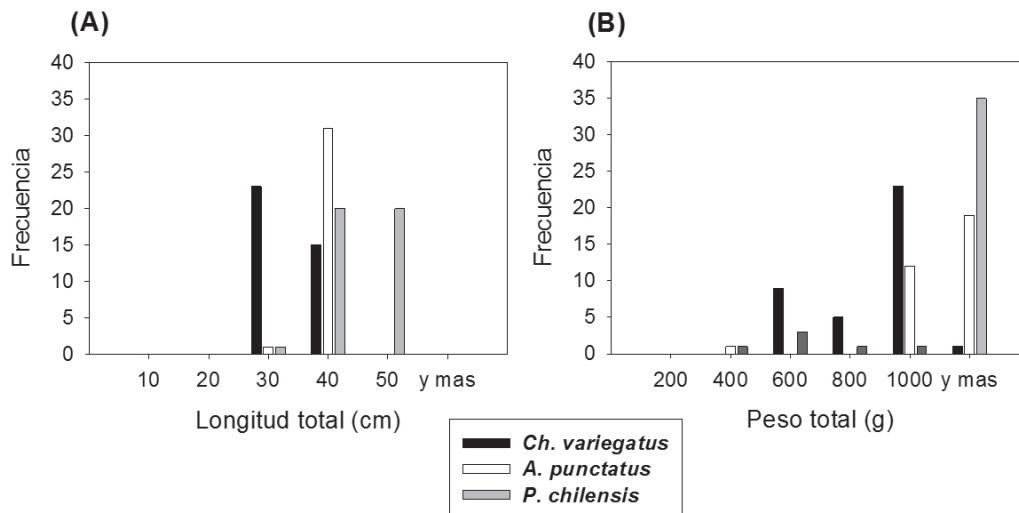 (A)
(B)
40
35
30
25
20
15
10
5
0
Frecuencia
10 20 30 40 50 y mas
Longitud total (cm)
40
35
30
25
20
15
10
5
0
Frecuencia
200 400 600 800 1000 y mas
Peso total (g)
Ch. variegatus
A. punctatus
P. chilensis